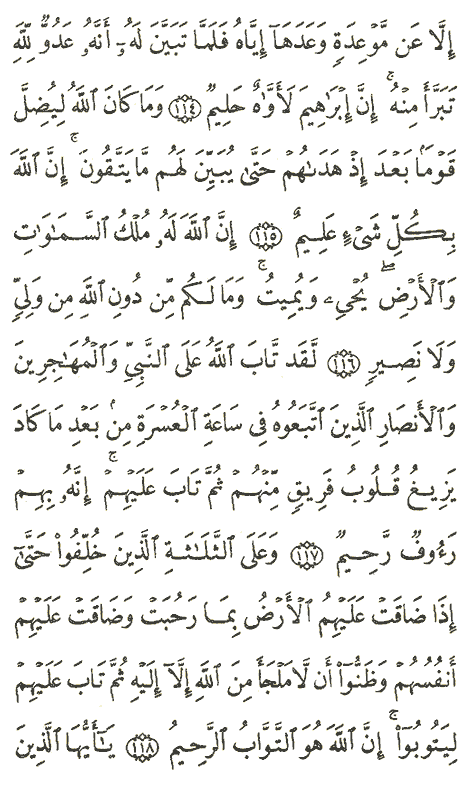 إِلَّا عَن مَّوْعِدَةٍ وَعَدَهَآ إِيَّاهُ فَلَمَّا تَبَيَّنَ لَهُۥٓ أَنَّهُۥ عَدُوٌّ لِّلَّهِ
تَبَرَّأَ مِنْهُ ۚ إِنَّ إِبْرَٰهِيمَ لَأَوَّٰهٌ حَلِيمٌ ﴿١١٤﴾ وَمَا كَانَ ٱللَّهُ لِيُضِلَّ
قَوْمًۢا بَعْدَ إِذْ هَدَىٰهُمْ حَتَّىٰ يُبَيِّنَ لَهُم مَّا يَتَّقُونَ ۚ إِنَّ ٱللَّهَ
بِكُلِّ شَىْءٍ عَلِيمٌ ﴿١١٥﴾ إِنَّ ٱللَّهَ لَهُۥ مُلْكُ ٱلسَّمَٰوَٰتِ
وَٱلْأَرْضِ ۖ يُحْىِۦ وَيُمِيتُ ۚ وَمَا لَكُم مِّن دُونِ ٱللَّهِ مِن وَلِىٍّ
وَلَا نَصِيرٍ ﴿١١٦﴾ لَّقَد تَّابَ ٱللَّهُ عَلَى ٱلنَّبِىِّ وَٱلْمُهَٰجِرِينَ
وَٱلْأَنصَارِ ٱلَّذِينَ ٱتَّبَعُوهُ فِى سَاعَةِ ٱلْعُسْرَةِ مِنۢ بَعْدِ مَا كَادَ
يَزِيغُ قُلُوبُ فَرِيقٍ مِّنْهُمْ ثُمَّ تَابَ عَلَيْهِمْ ۚ إِنَّهُۥ بِهِمْ
رَءُوفٌ رَّحِيمٌ ﴿١١٧﴾ وَعَلَى ٱلثَّلَٰثَةِ ٱلَّذِينَ خُلِّفُوا۟ حَتَّىٰٓ
إِذَا ضَاقَتْ عَلَيْهِمُ ٱلْأَرْضُ بِمَا رَحُبَتْ وَضَاقَتْ عَلَيْهِمْ
أَنفُسُهُمْ وَظَنُّوٓا۟ أَن لَّا مَلْجَأَ مِنَ ٱللَّهِ إِلَّآ إِلَيْهِ ثُمَّ تَابَ عَلَيْهِمْ
لِيَتُوبُوٓا۟ ۚ إِنَّ ٱللَّهَ هُوَ ٱلتَّوَّابُ ٱلرَّحِيمُ ﴿١١٨﴾ يَٰٓأَيُّهَا ٱلَّذِينَ